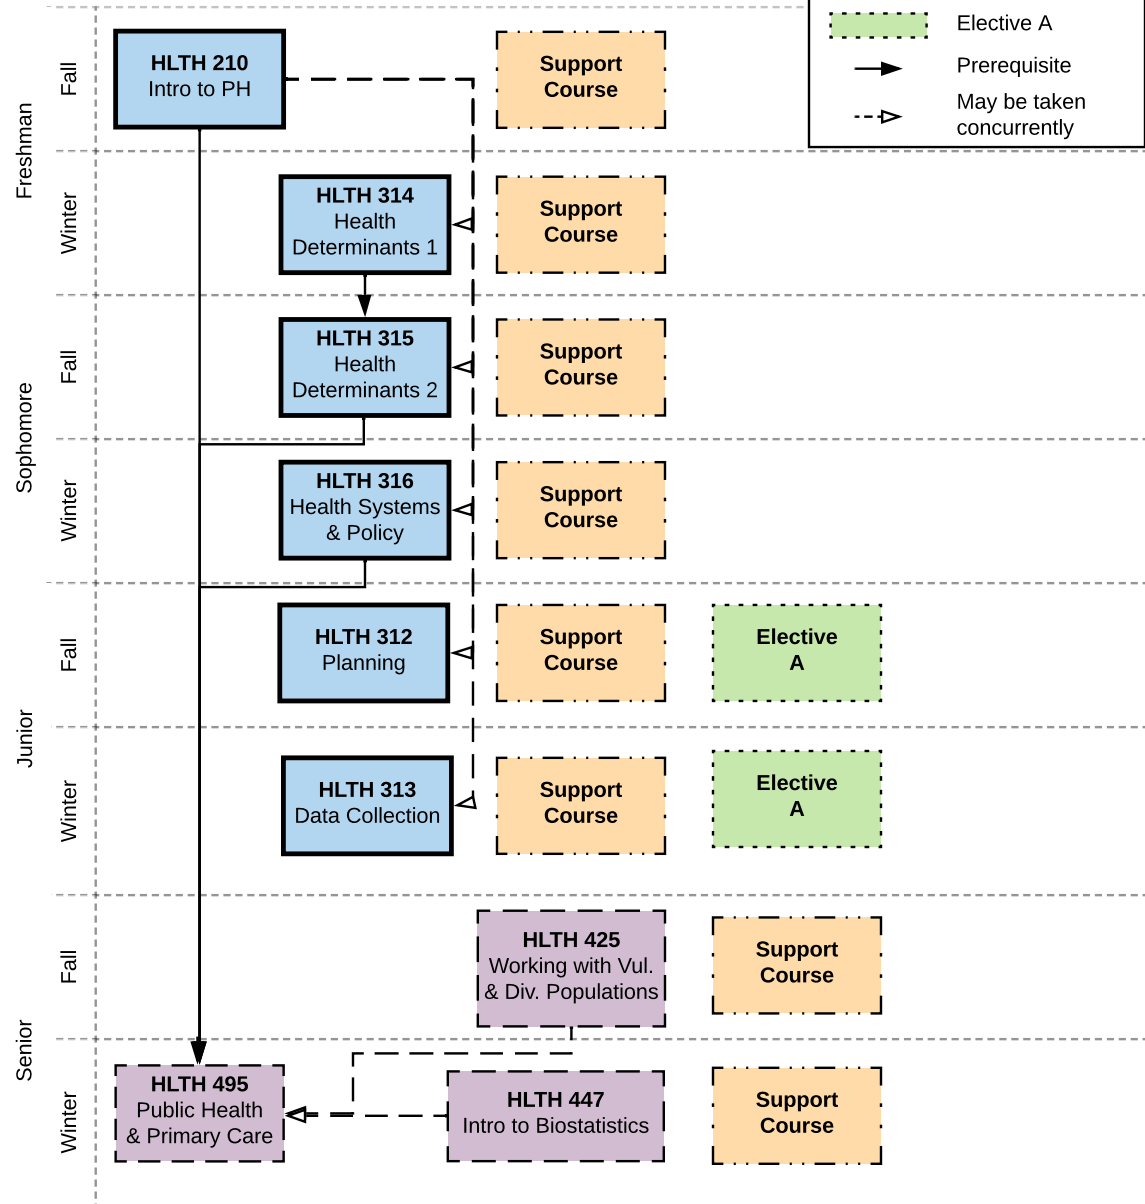 Elective A
Prerequisite
May be taken
concurrently
Freshman
Fall
HLTH 210
Intro to PH
Support
Course
Winter
HLTH 314
Health
Determinants 1
Support
Course
Sophomore
Fall
HLTH 315
Health
Determinants 2
Support
Course
Winter
HLTH 316
Health Systems
& Policy
Support
Course
Junior
Fall
HLTH 312
Planning
Support
Course
Elective
A
Winter
HLTH 313
Data Collection
Support
Course
Elective
A
Senior
Fall
HLTH 425
Working with Vul.
& Div. Populations
Support
Course
Winter
HLTH 495
Public Health
& Primary Care
HLTH 447
Intro to Biostatistics
Support
Course